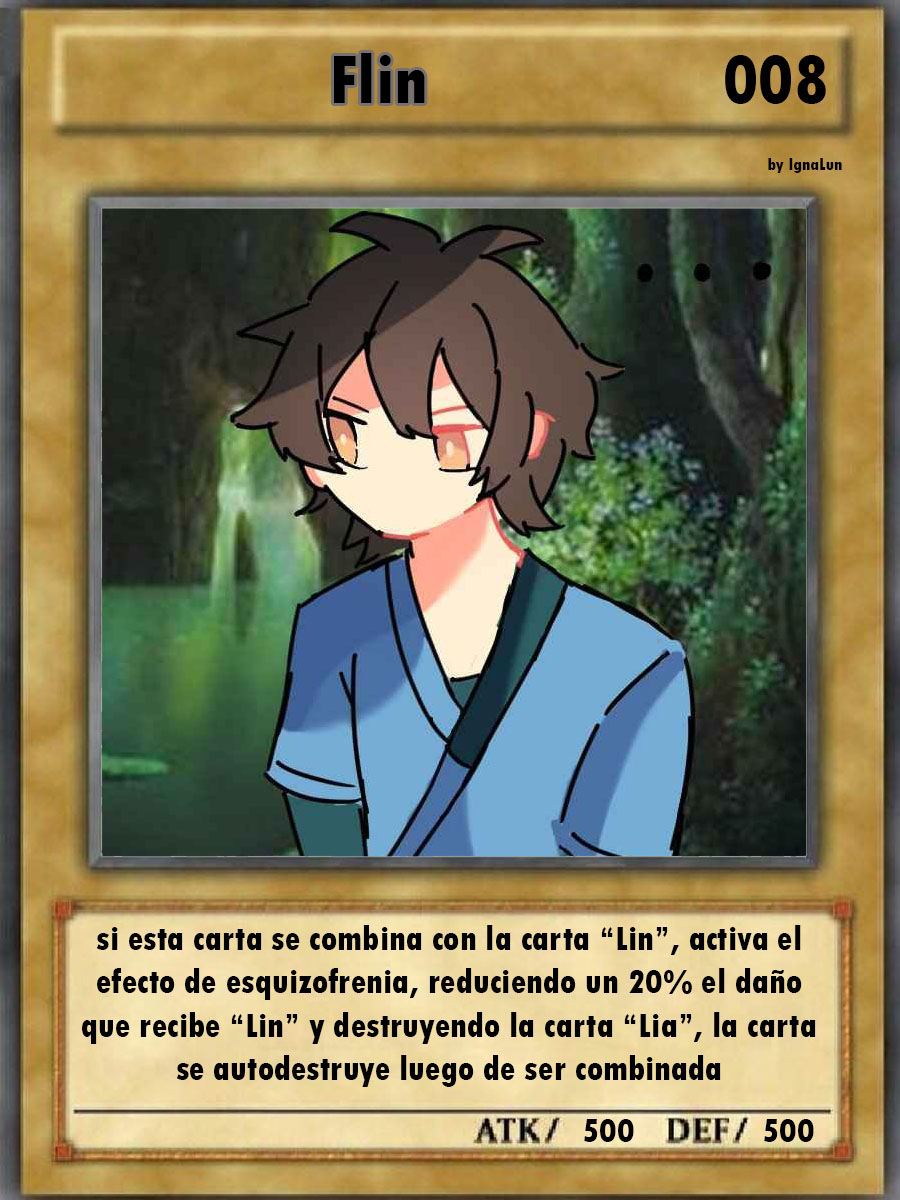 Flin 008
by IgnaLun
. . .
si esta carta se combina con la carta “Lin”, activa el
efecto de esquizofrenia, reduciendo un 20% el daño
que recibe “Lin” y destruyendo la carta “Lia”, la carta
se autodestruye luego de ser combinada
ATK/ 500 DEF/ 500